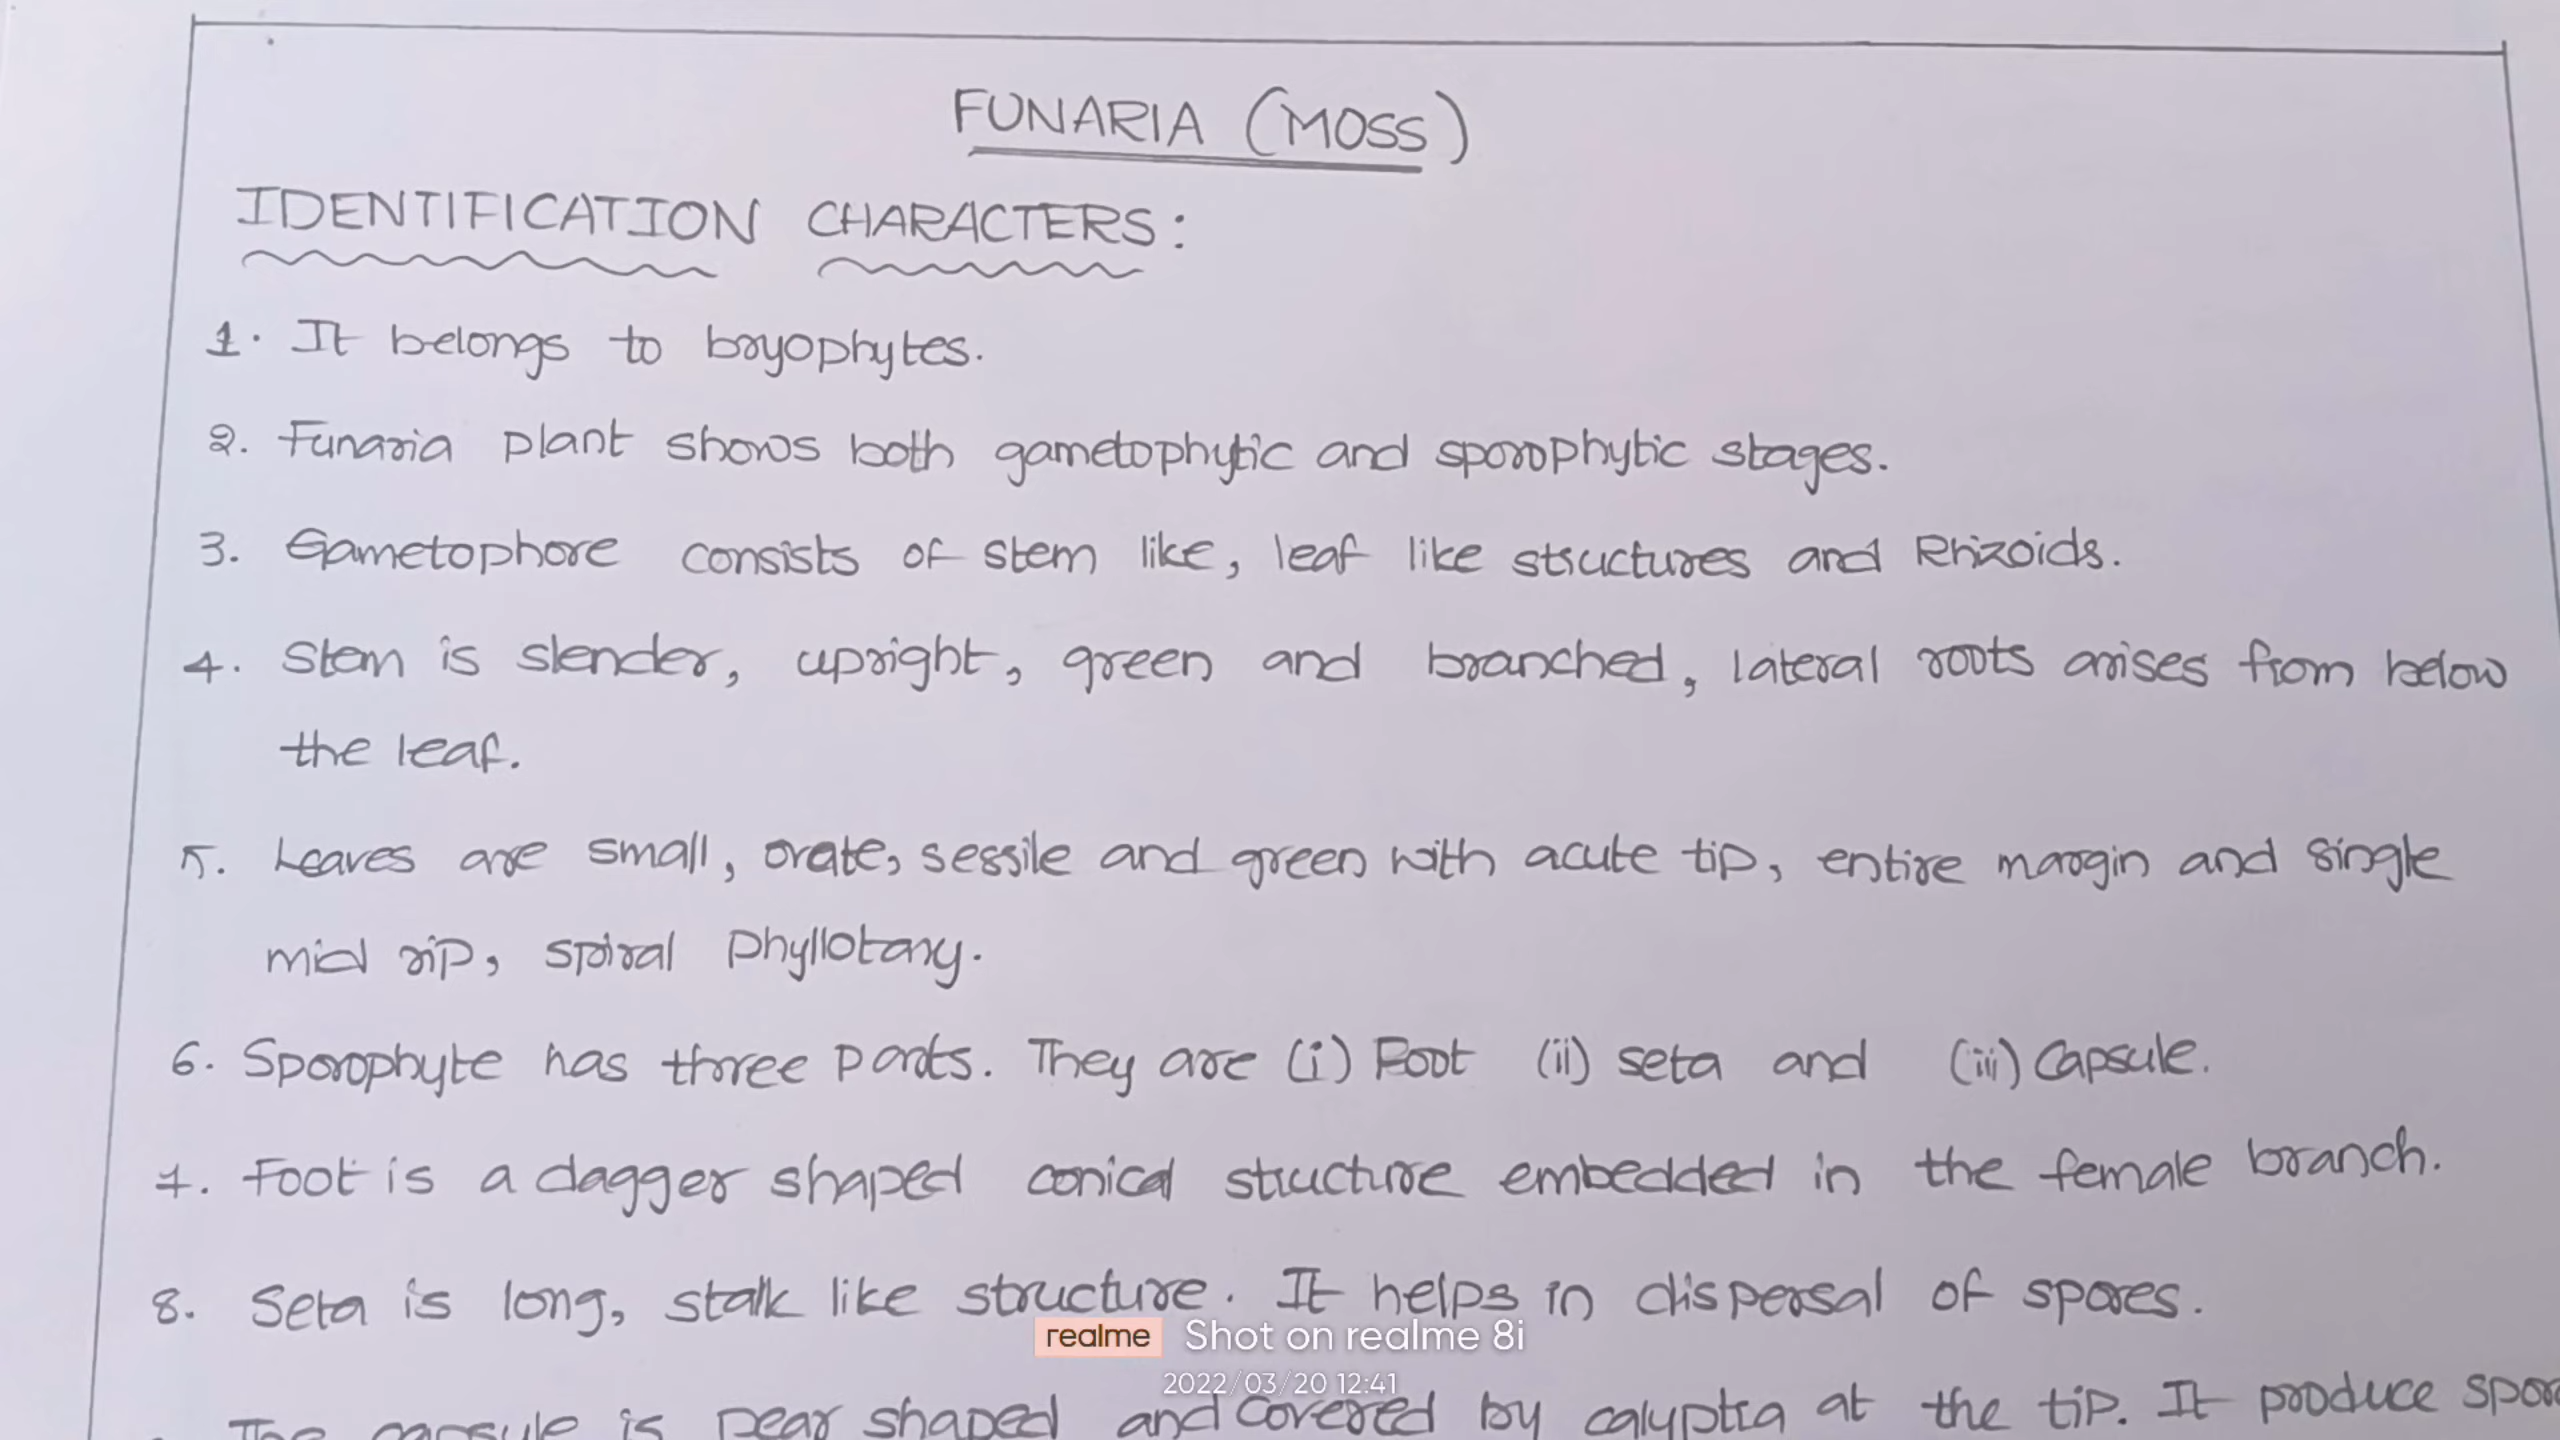 FUNARIA (MOSS)
IDENTIFICATION CHARACTERS:
1. It belongs to bryophytes.
2. Funaria plant shows both gametophytic and sporophytic stages.
3. Gametophore consists of stem like, leaf like structures and Rhizoids.
4. Stem is slender, upright, green and branched, lateral roots arises from below
the leaf.
5. Leaves are small, ovate, sessile and green with acute tip, entire margin and single
mid rip, spiral phyllotaxy.
6. Sporophyte has three parts. They are (i) Foot (ii) seta and (iii) Capsule.
7. Foot is a dagger shaped conical structure embedded in the female branch.
8. Seta is long, stalk like structure. It helps in dispersal of spores.
realme Shot on realme 8i
2022/03/20 12:41
The capsule is pear shaped and covered by calyptra at the tip. It produce spor